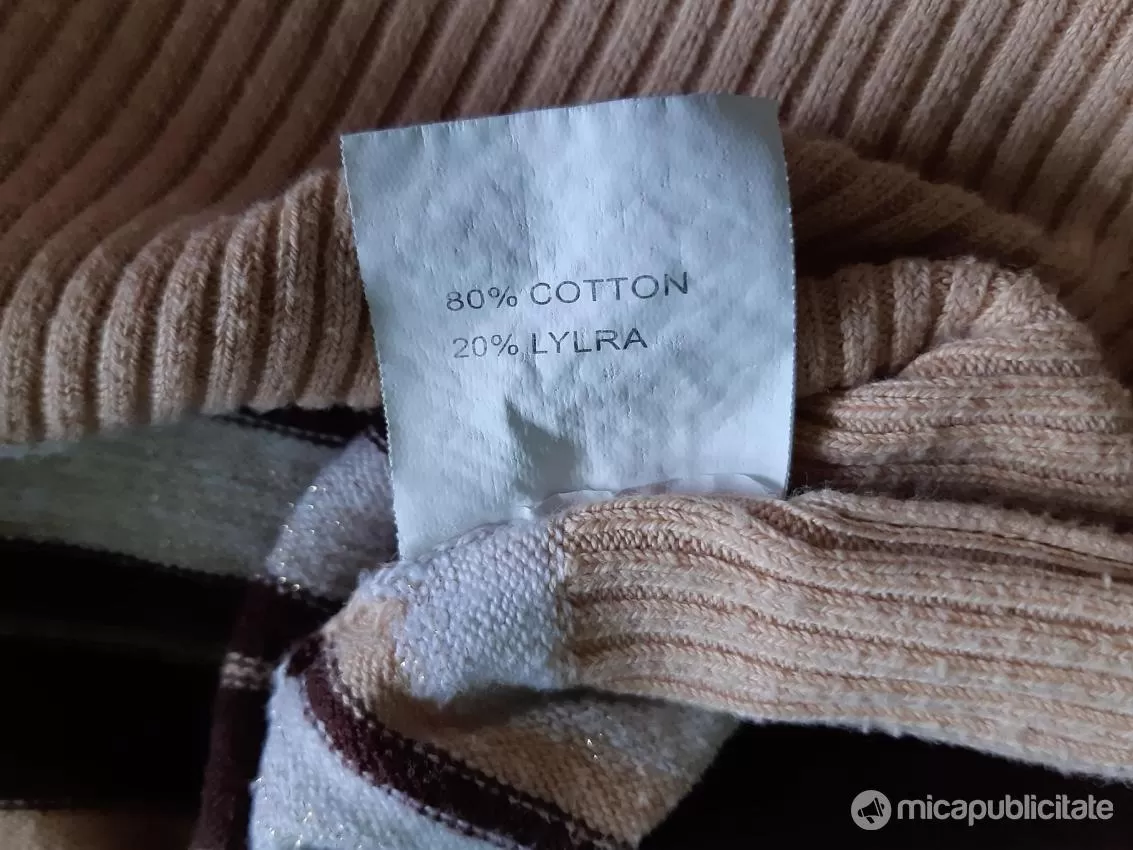 80% COTTON
20% LYLRA
micapublicitate